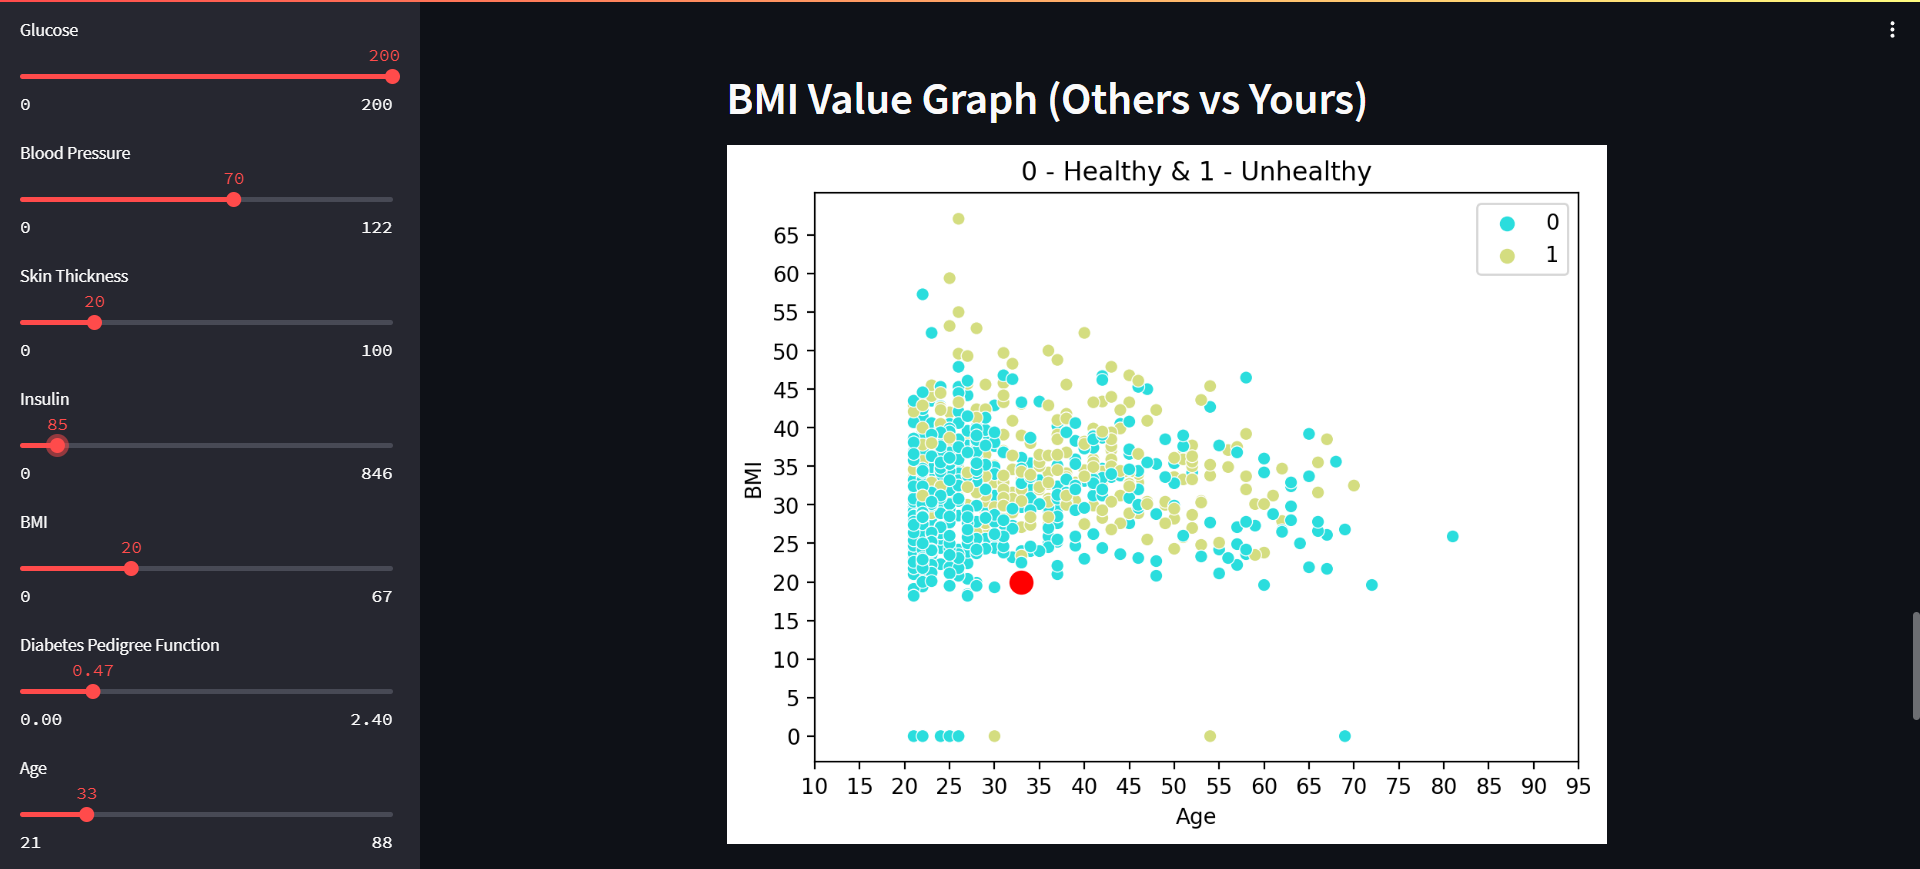 Glucose
200
0 200
Blood Pressure
70
0 122
Skin Thickness
20
0 100
Insulin
85
0 846
BMI
20
0 67
Diabetes Pedigree Function
0.47
0.00 2.40
Age
33
21 88
BMI Value Graph (Others vs Yours)
0 - Healthy & 1 - Unhealthy
0
1
65
60
55
50
45
40
35
30
25
20
15
10
5
0
BMI
10 15 20 25 30 35 40 45 50 55 60 65 70 75 80 85 90 95
Age